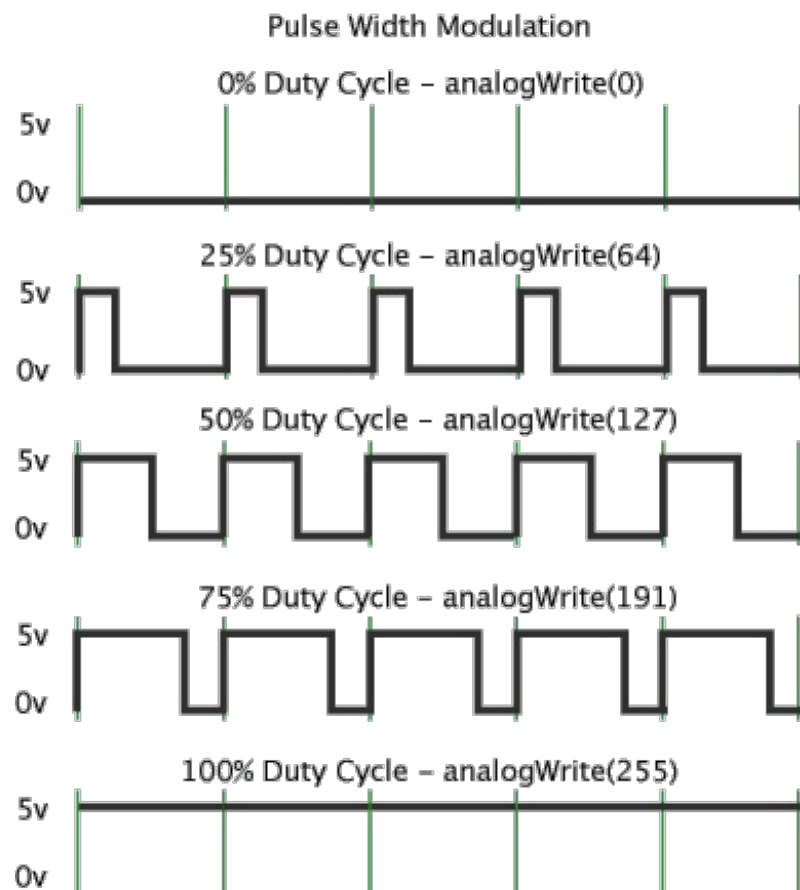 Pulse Width Modulation
0% Duty Cycle – analogWrite(0)
5v
0v
25% Duty Cycle – analogWrite(64)
5v
0v
50% Duty Cycle – analogWrite(127)
5v
0v
75% Duty Cycle – analogWrite(191)
5v
0v
100% Duty Cycle – analogWrite(255)
5v
0v